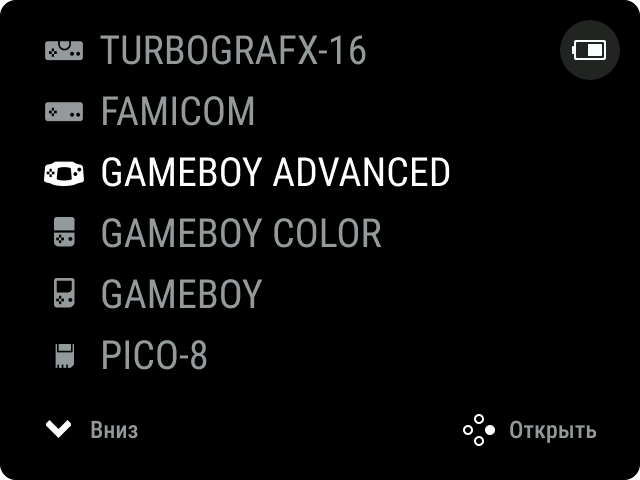 TURBOGRAFX-16
FAMICOM
GAMEBOY ADVANCED
GAMEBOY COLOR
GAMEBOY
PICO-8
Вниз
Открыть